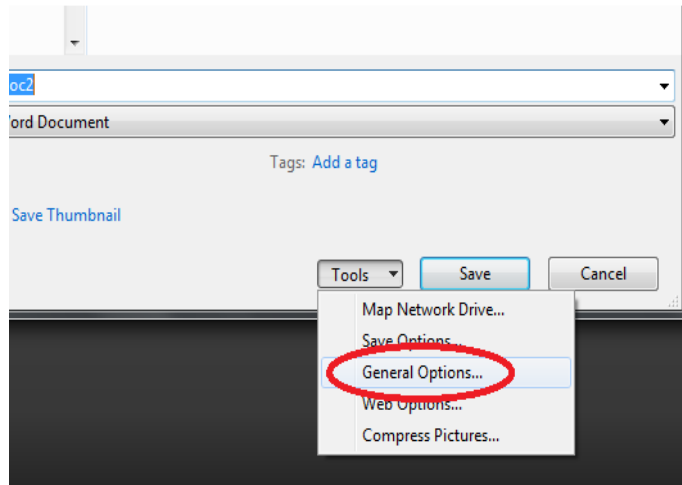 oc2
ord Document
Tags: Add a tag
Save Thumbnail
Tools Save Cancel
Map Network Drive...
Save Options...
General Options...
Web Options...
Compress Pictures...